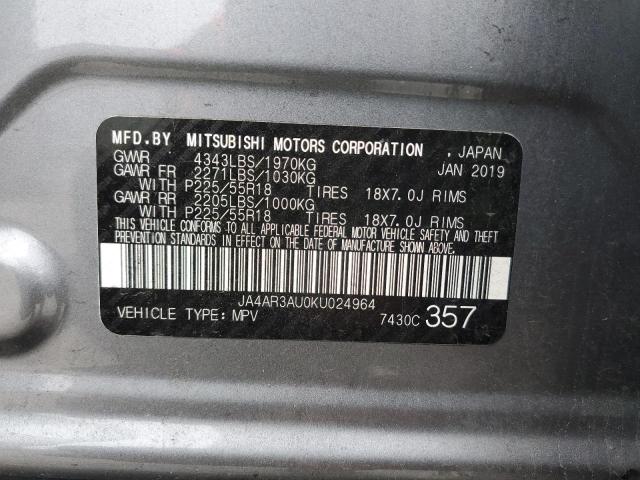 MFD.BY MITSUBISHI MOTORS CORPORATION , JAPAN
GVWR 4343LBS/1970KG JAN 2019
GAWR FR 2271LBS/1030KG
WITH P225/55R18 TIRES 18X7.0J RIMS
GAWR RR 2205LBS/1000KG
WITH P225/55R18 TIRES 18X7.0J RIMS
THIS VEHICLE CONFORMS TO ALL APPLICABLE FEDERAL MOTOR VEHICLE SAFETY AND THEFT
PREVENTION STANDARDS IN EFFECT ON THE DATE OF MANUFACTURE SHOWN ABOVE.
JA4AR3AU0KU024964
VEHICLE TYPE: MPV 7430C 357